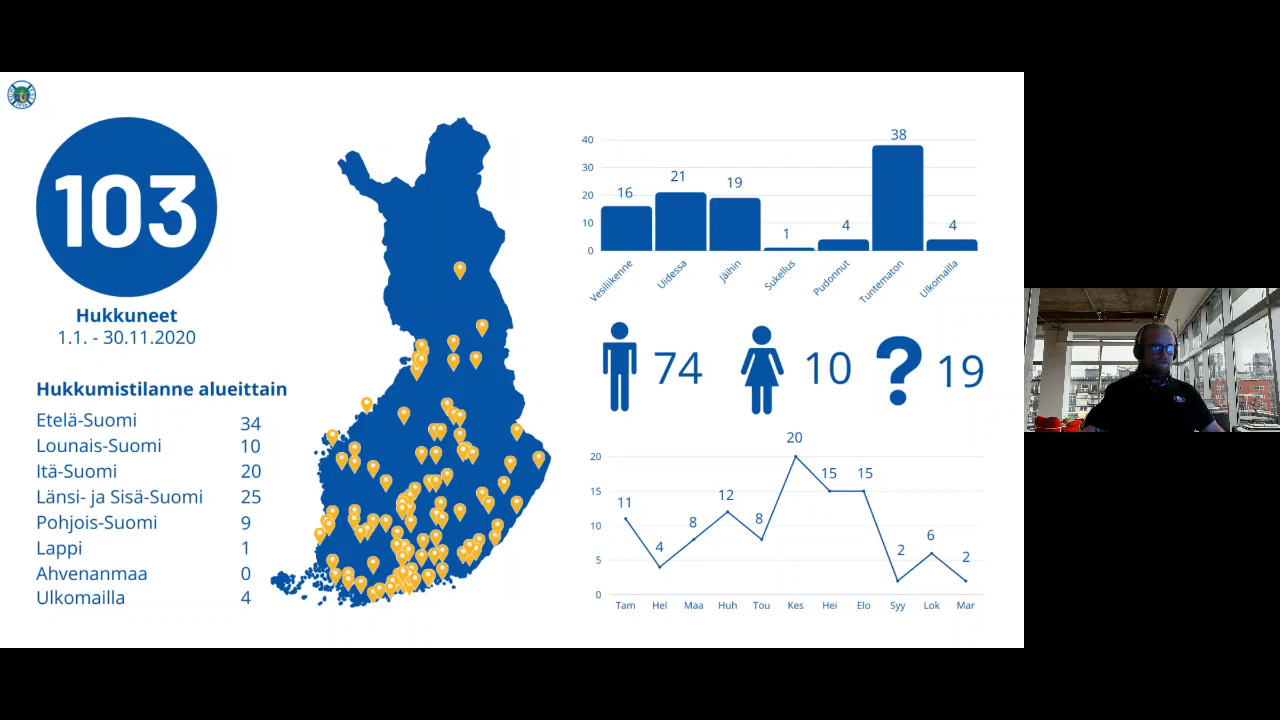 103
Hukkuneet
1.1. - 30.11.2020
Hukkumistilanne alueittain
Etelä-Suomi 34
Lounais-Suomi 10
Itä-Suomi 20
Länsi- ja Sisä-Suomi 25
Pohjois-Suomi 9
Lappi 1
Ahvenanmaa 0
Ulkomailla 4
40
30
20
10
0
16
21
19
1
4
38
4
Vesiliikenne
Uidessa
Jäihin
Sukellus
Pudonnut
Tuntematon
Ulkomailla
74
10
? 19
20
15
10
5
0
11
4
8
12
8
20
15
15
2
6
2
Tam Hel Maa Huh Tou Kes Hei Elo Syy Lok Mar